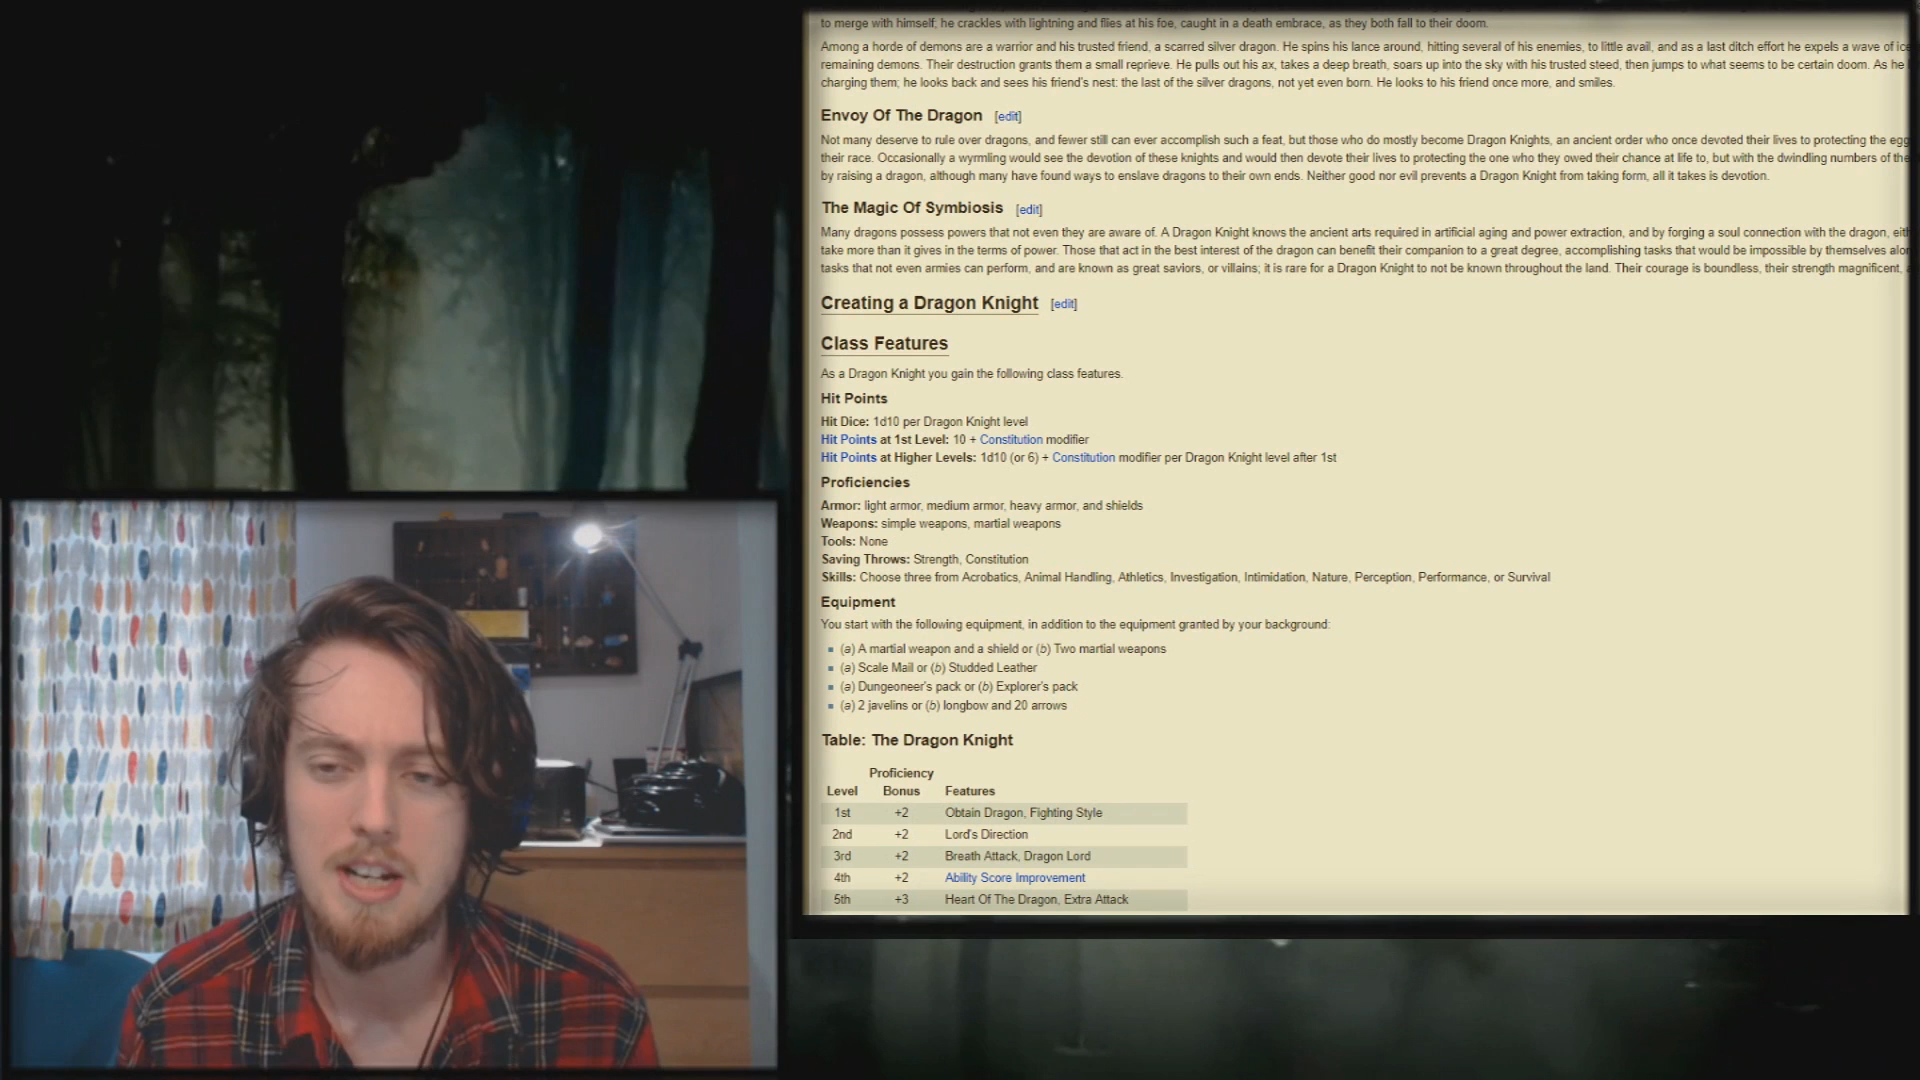 to merge with himself; he crackles with lightning and flies at his foe, caught in a death embrace, as they both fall to their doom.
Among a horde of demons are a warrior and his trusted friend, a scarred silver dragon. He spins his lance around, hitting several of his enemies, to little avail, and as a last ditch effort he expels a wave of ice
remaining demons. Their destruction grants them a small reprieve. He pulls out his ax, takes a deep breath, soars up into the sky with his trusted steed, then jumps to what seems to be certain doom. As he
charging them; he looks back and sees his friend's nest: the last of the silver dragons, not yet even born. He looks to his friend once more, and smiles.
Envoy Of The Dragon [edit]
Not many deserve to rule over dragons, and fewer still can ever accomplish such a feat, but those who do mostly become Dragon Knights, an ancient order who once devoted their lives to protecting the egg
their race. Occasionally a wyrmling would see the devotion of these knights and would then devote their lives to protecting the one who they owed their chance at life to, but with the dwindling numbers of the
by raising a dragon, although many have found ways to enslave dragons to their own ends. Neither good nor evil prevents a Dragon Knight from taking form, all it takes is devotion.
The Magic Of Symbiosis [edit]
Many dragons possess powers that not even they are aware of. A Dragon Knight knows the ancient arts required in artificial aging and power extraction, and by forging a soul connection with the dragon,
take more than it gives in the terms of power. Those that act in the best interest of the dragon can benefit their companion to a great degree, accomplishing tasks that would be impossible by themselves
tasks that not even armies can perform, and are known as great saviors, or villains; it is rare for a Dragon Knight to not be known throughout the land. Their courage is boundless, their strength magnificent,
Creating a Dragon Knight [edit]
Class Features
As a Dragon Knight you gain the following class features.
Hit Points
Hit Dice: 1d10 per Dragon Knight level
Hit Points at 1st Level: 10 + Constitution modifier
Hit Points at Higher Levels: 1d10 (or 6) + Constitution modifier per Dragon Knight level after 1st
Proficiencies
Armor: light armor, medium armor, heavy armor, and shields
Weapons: simple weapons, martial weapons
Tools: None
Saving Throws: Strength, Constitution
Skills: Choose three from Acrobatics, Animal Handling, Athletics, Investigation, Intimidation, Nature, Perception, Performance, or Survival
Equipment
You start with the following equipment, in addition to the equipment granted by your background:
(a) A martial weapon and a shield or (b) Two martial weapons
(a) Scale Mail or (b) Studded Leather
(a) Dungeoneer's pack or (b) Explorer's pack
(a) 2 javelins or (b) longbow and 20 arrows
Table: The Dragon Knight
Proficiency
Level Bonus Features
1st +2 Obtain Dragon, Fighting Style
2nd +2 Lord's Direction
3rd +2 Breath Attack, Dragon Lord
4th +2 Ability Score Improvement
5th +3 Heart Of The Dragon, Extra Attack